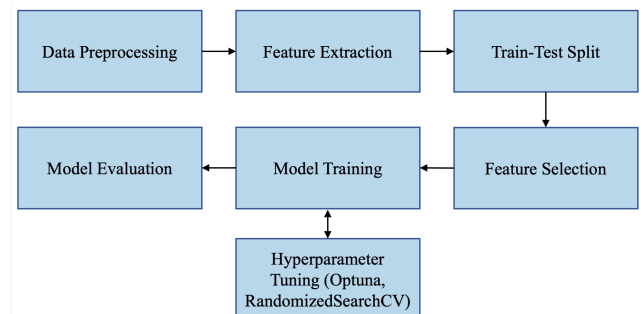 Data Preprocessing
Feature Extraction
Train-Test Split
Feature Selection
Model Training
Model Evaluation
Hyperparameter
Tuning (Optuna,
RandomizedSearchCV)